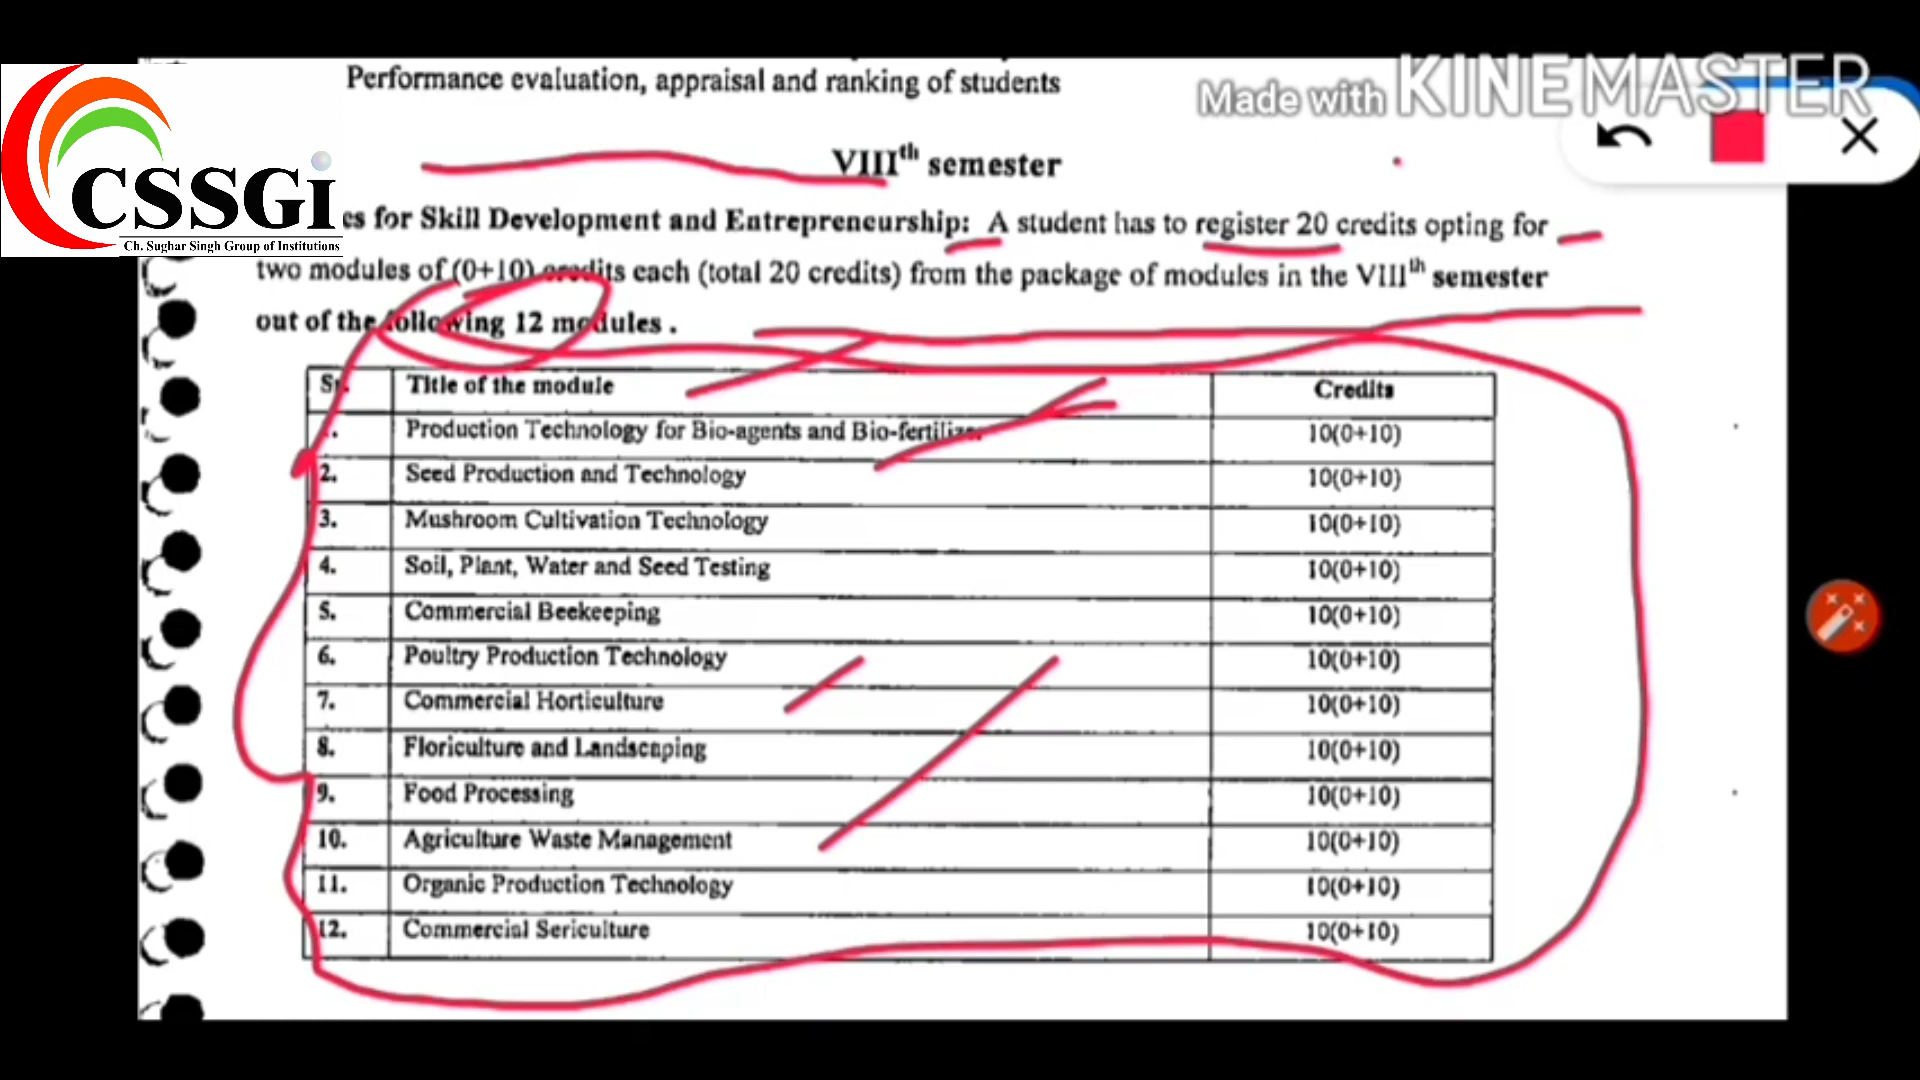 Performance evaluation, appraisal and ranking of students
Made with KINEMASTER
VIIIth semester
CSSGI
Ch. Sughar Singh Group of Institutions
es for Skill Development and Entrepreneurship: A student has to register 20 credits opting for
two modules of (0+10) credits each (total 20 credits) from the package of modules in the VIIIth semester
out of the following 12 modules .
Title of the module Credits
1. Production Technology for Bio-agents and Bio-fertilizer 10(0+10)
2. Seed Production and Technology 10(0+10)
3. Mushroom Cultivation Technology 10(0+10)
4. Soil, Plant, Water and Seed Testing 10(0+10)
5. Commercial Beekeeping 10(0+10)
6. Poultry Production Technology 10(0+10)
7. Commercial Horticulture 10(0+10)
8. Floriculture and Landscaping 10(0+10)
9. Food Processing 10(0+10)
10. Agriculture Waste Management 10(0+10)
11. Organic Production Technology 10(0+10)
12. Commercial Sericulture 10(0+10)